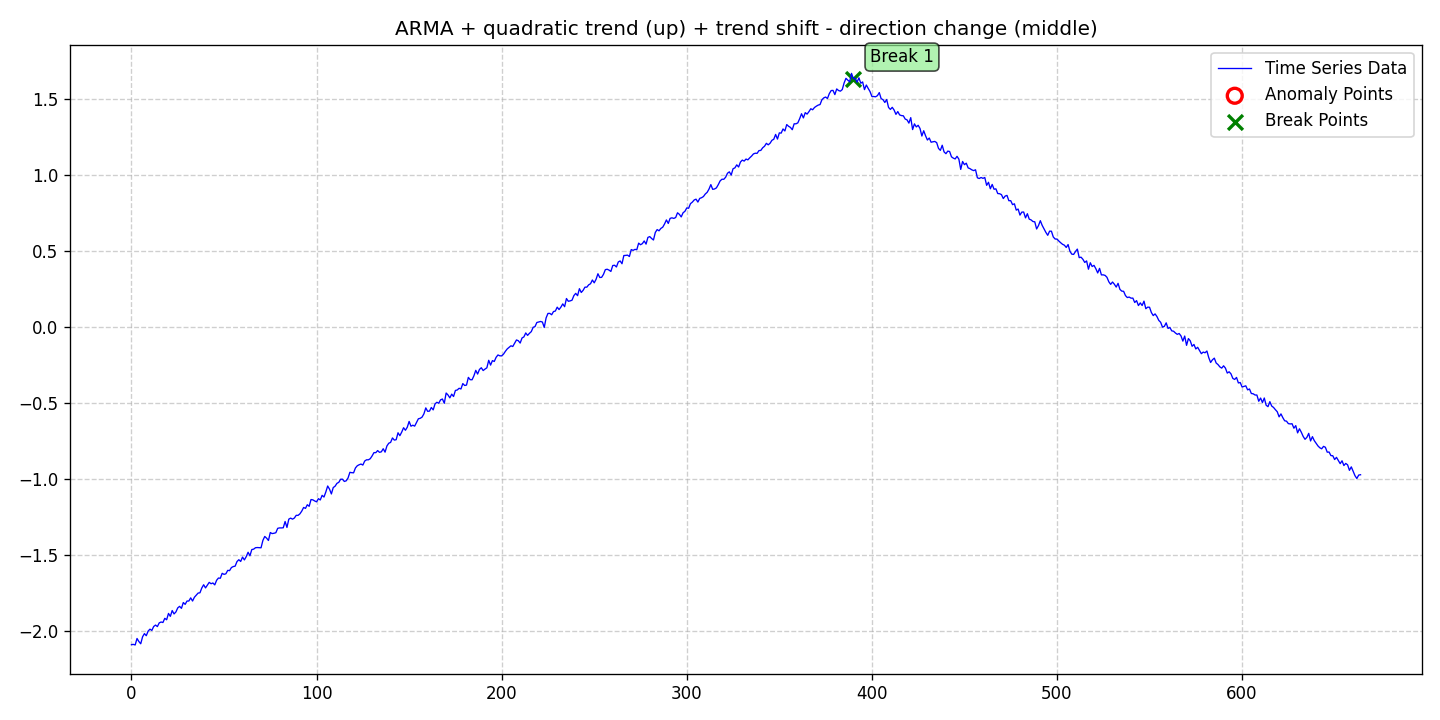 ARMA + quadratic trend (up) + trend shift - direction change (middle)
Break 1
Time Series Data
Anomaly Points
Break Points
1.5
1.0
0.5
0.0
−0.5
−1.0
−1.5
−2.0
0 100 200 300 400 500 600